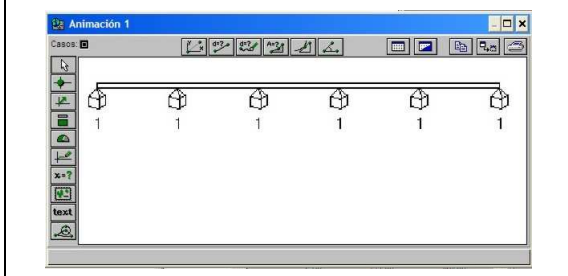 Animación 1
Casos:
d=?
d=?
A=?
1 1 1 1 1 1
x=?
text